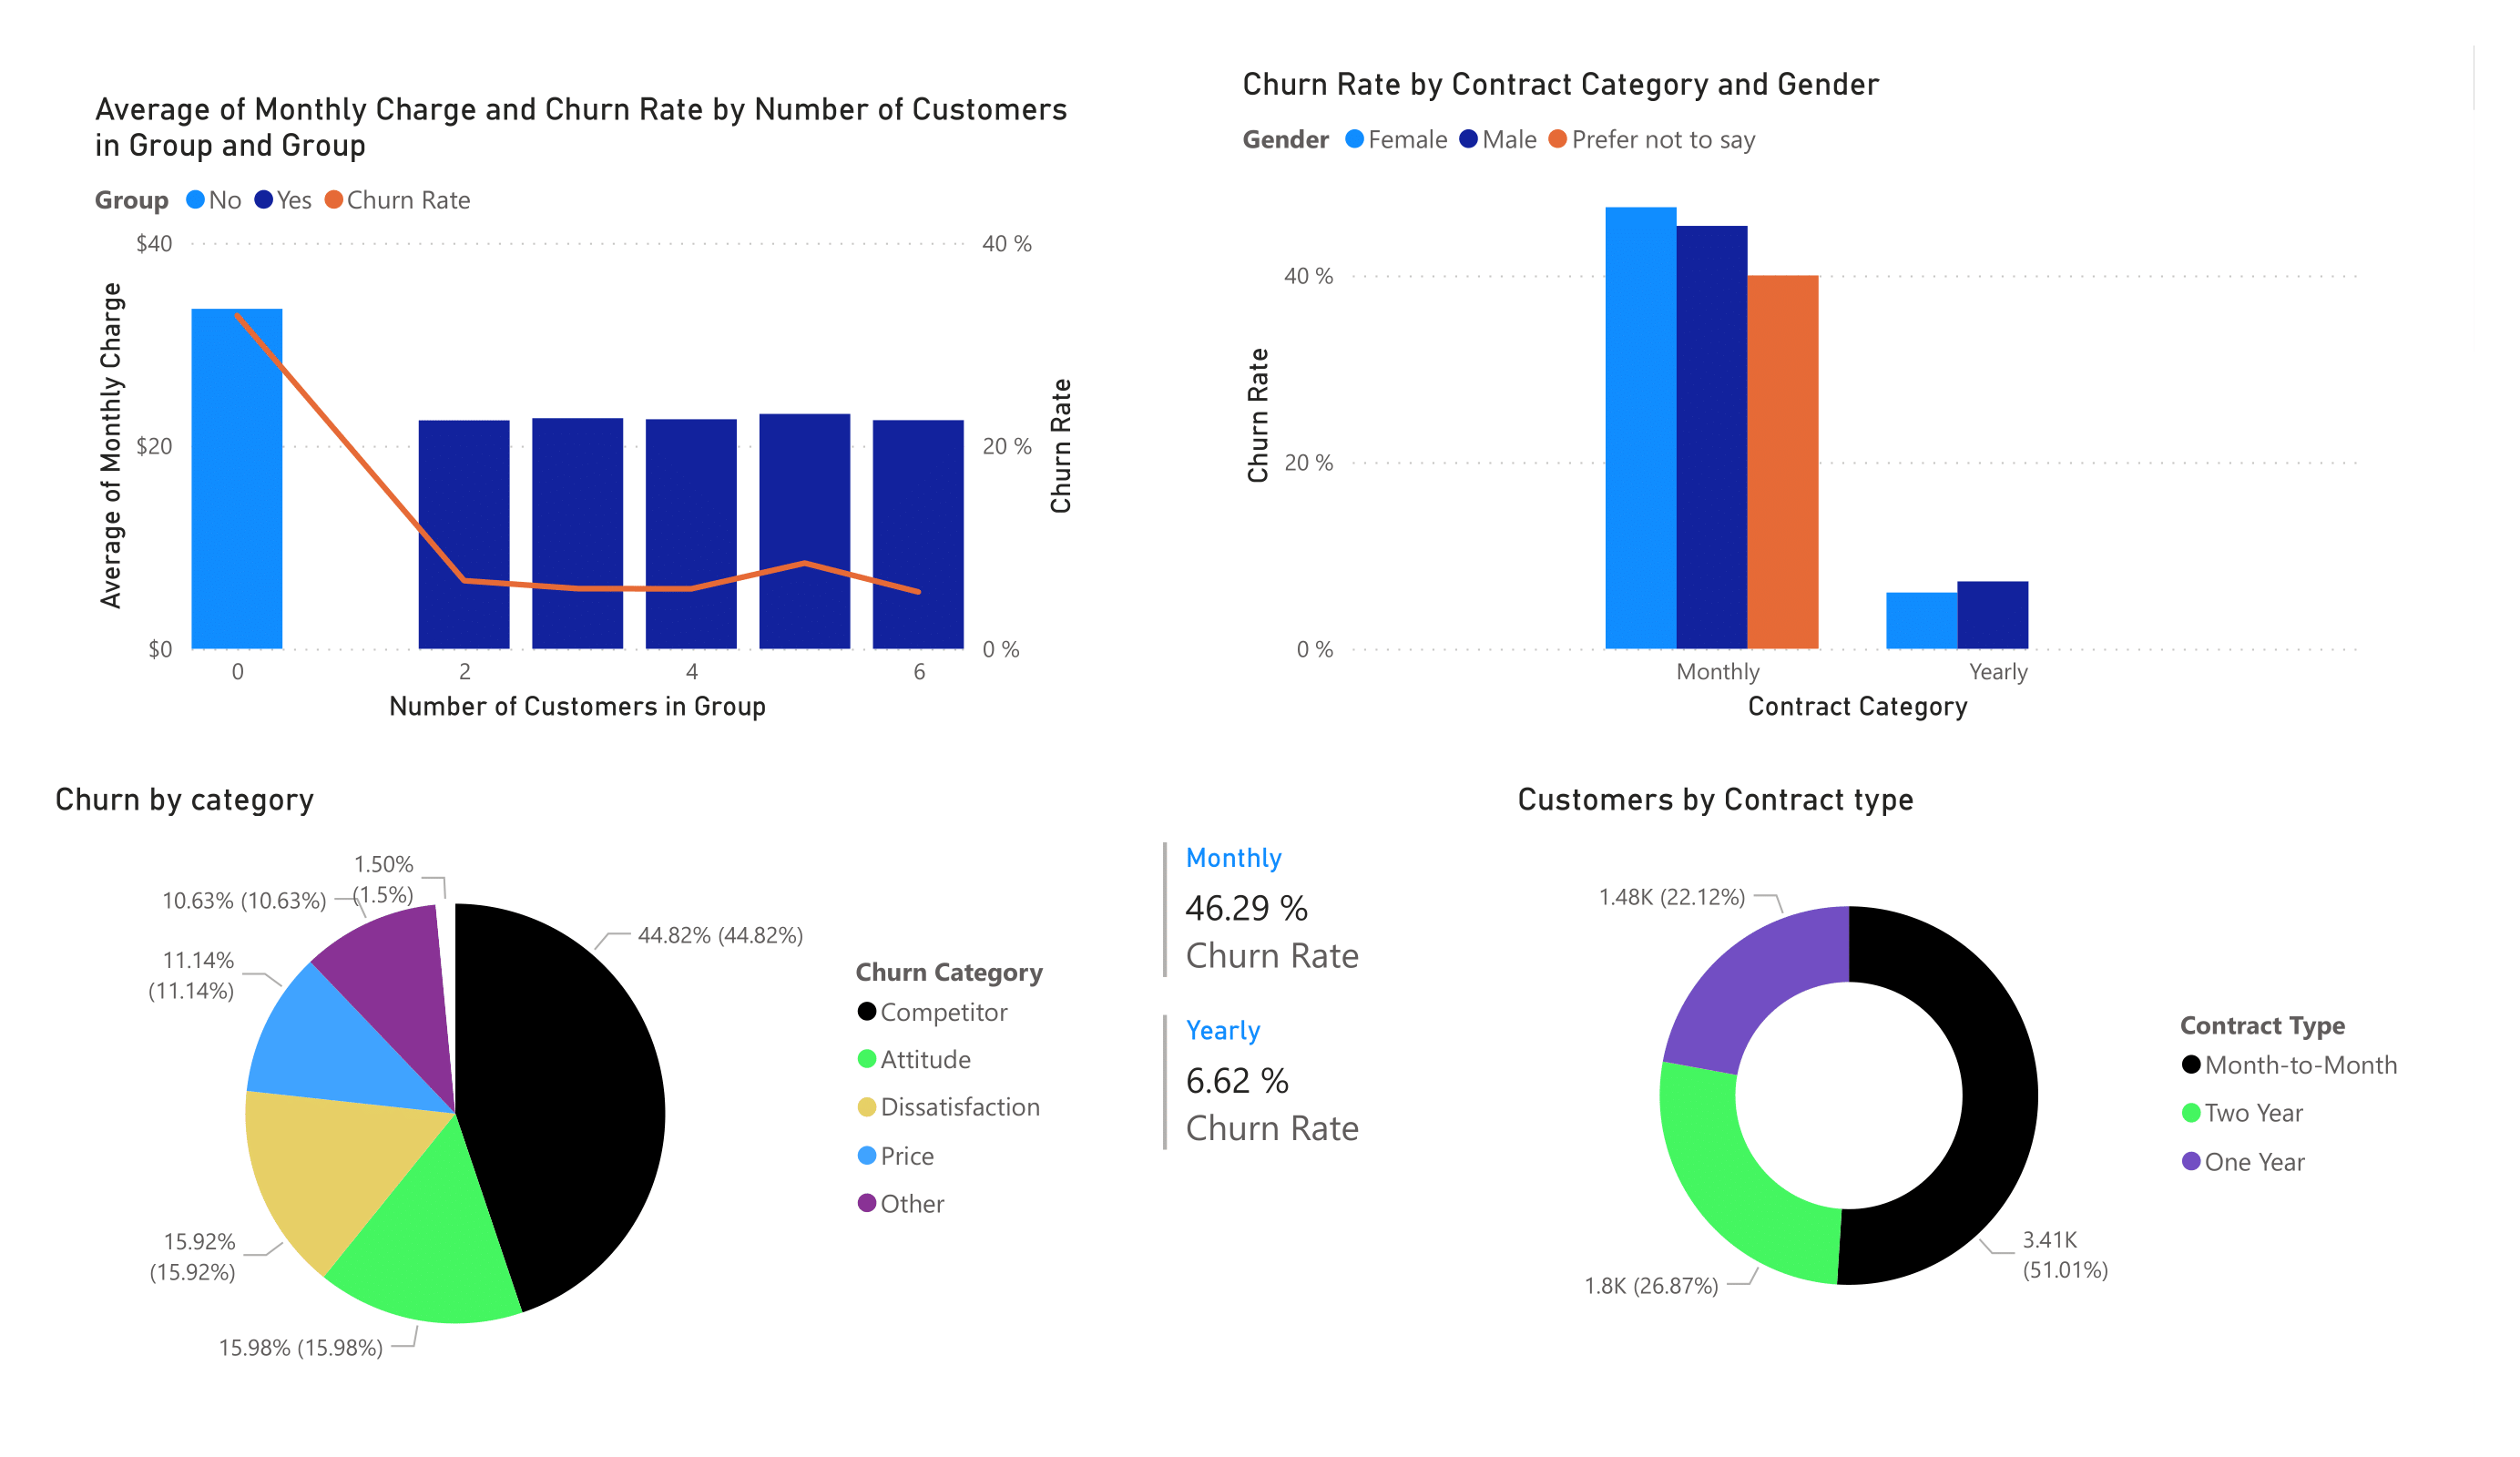 Average of Monthly Charge and Churn Rate by Number of Customers
in Group and Group
Group No Yes Churn Rate
$40
$20
$0
Average of Monthly Charge
40 %
20 %
0 %
Churn Rate
0 2 4 6
Number of Customers in Group
Churn Rate by Contract Category and Gender
Gender Female Male Prefer not to say
40 %
20 %
0 %
Churn Rate
Monthly Yearly
Contract Category
Churn by category
1.50%
(1.5%)
10.63% (10.63%)
44.82% (44.82%)
11.14%
(11.14%)
15.92%
(15.92%)
15.98% (15.98%)
Churn Category
Competitor
Attitude
Dissatisfaction
Price
Other
Monthly
46.29 %
Churn Rate
Yearly
6.62 %
Churn Rate
Customers by Contract type
1.48K (22.12%)
1.8K (26.87%)
3.41K
(51.01%)
Contract Type
Month-to-Month
Two Year
One Year